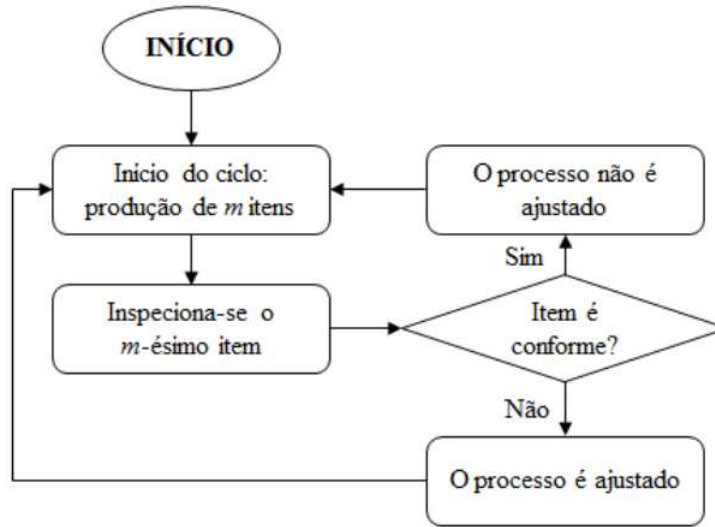 INÍCIO
Início do ciclo:
produção de m itens
Inspeciona-se o
m-ésimo item
Item é
conforme?
Sim
O processo não é
ajustado
Não
O processo é ajustado